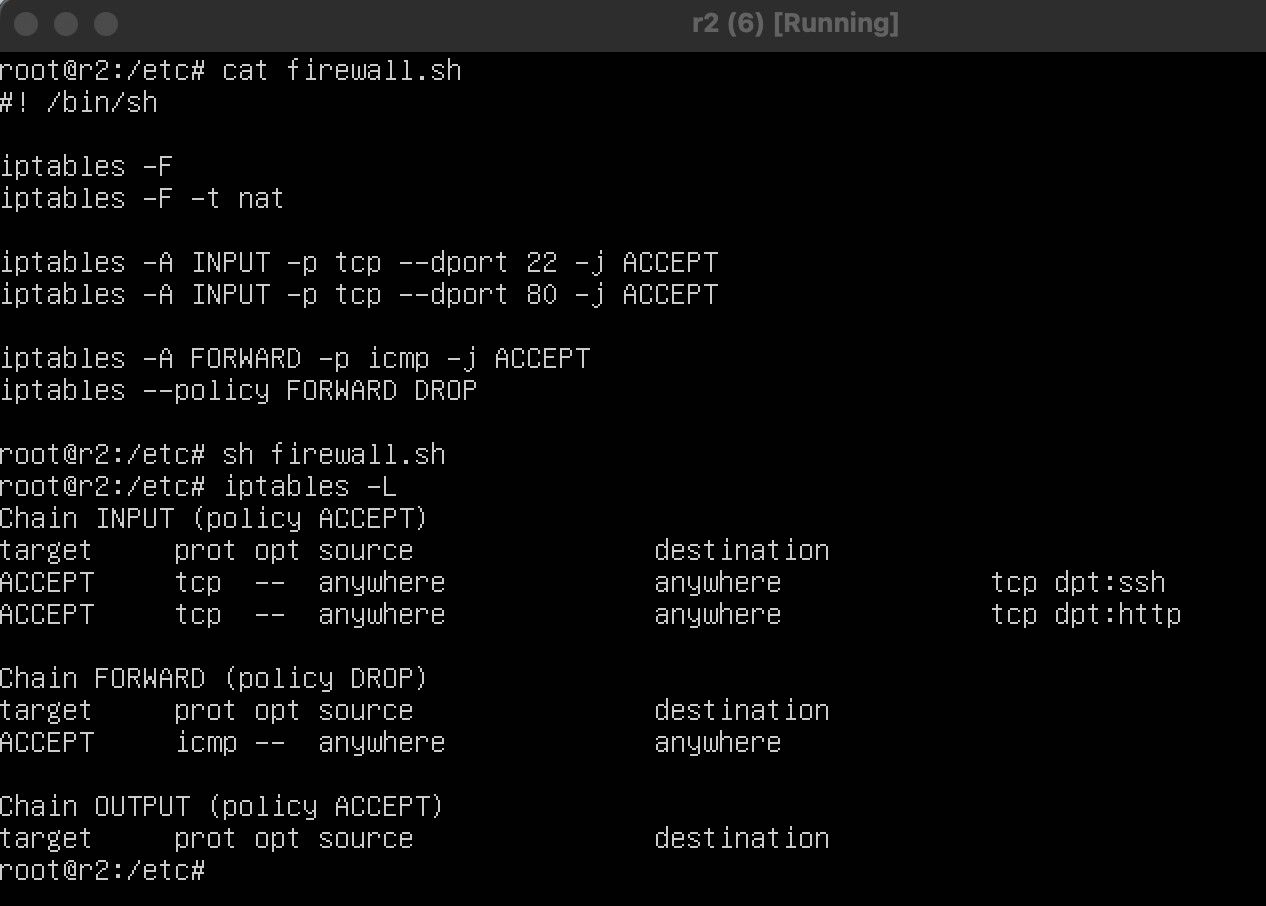 r2 (6) [Running]
root@r2:/etc# cat firewall.sh
#! /bin/sh
iptables -F
iptables -F -t nat
iptables -A INPUT -p tcp --dport 22 -j ACCEPT
iptables -A INPUT -p tcp --dport 80 -j ACCEPT
iptables -A FORWARD -p icmp -j ACCEPT
iptables --policy FORWARD DROP
root@r2:/etc# sh firewall.sh
root@r2:/etc# iptables -L
Chain INPUT (policy ACCEPT)
target     prot opt source               destination
ACCEPT     tcp  --  anywhere             anywhere             tcp dpt:ssh
ACCEPT     tcp  --  anywhere             anywhere             tcp dpt:http
Chain FORWARD (policy DROP)
target     prot opt source               destination
ACCEPT     icmp --  anywhere             anywhere
Chain OUTPUT (policy ACCEPT)
target     prot opt source               destination
root@r2:/etc#